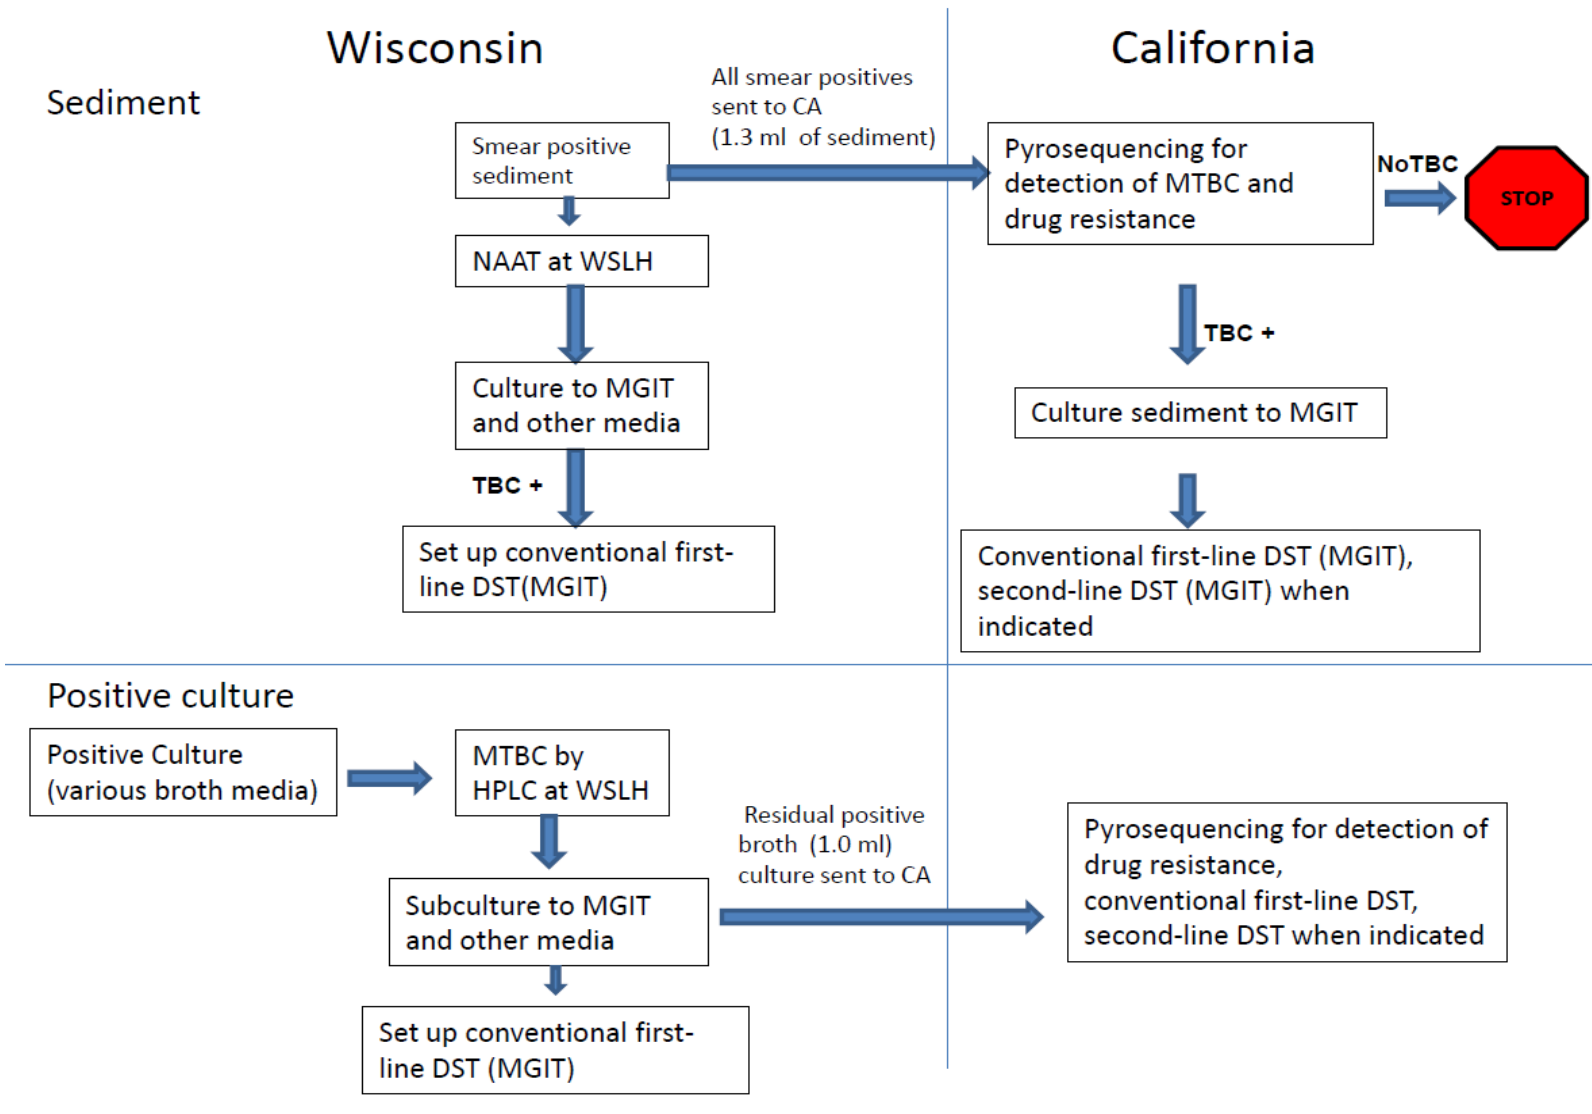 Wisconsin
California
Sediment
All smear positives
sent to CA
(1.3 ml  of sediment)
Smear positive
sediment
Pyrosequencing for
detection of MTBC and
drug resistance
NoTBC
STOP
NAAT at WSLH
TBC +
Culture to MGIT
and other media
Culture sediment to MGIT
TBC +
Set up conventional first-
line DST(MGIT)
Conventional first-line DST (MGIT),
second-line DST (MGIT) when
indicated
Positive culture
Positive Culture
(various broth media)
MTBC by
HPLC at WSLH
Residual positive
broth  (1.0 ml)
culture sent to CA
Pyrosequencing for detection of
drug resistance,
conventional first-line DST,
second-line DST when indicated
Subculture to MGIT
and other media
Set up conventional first-
line DST (MGIT)